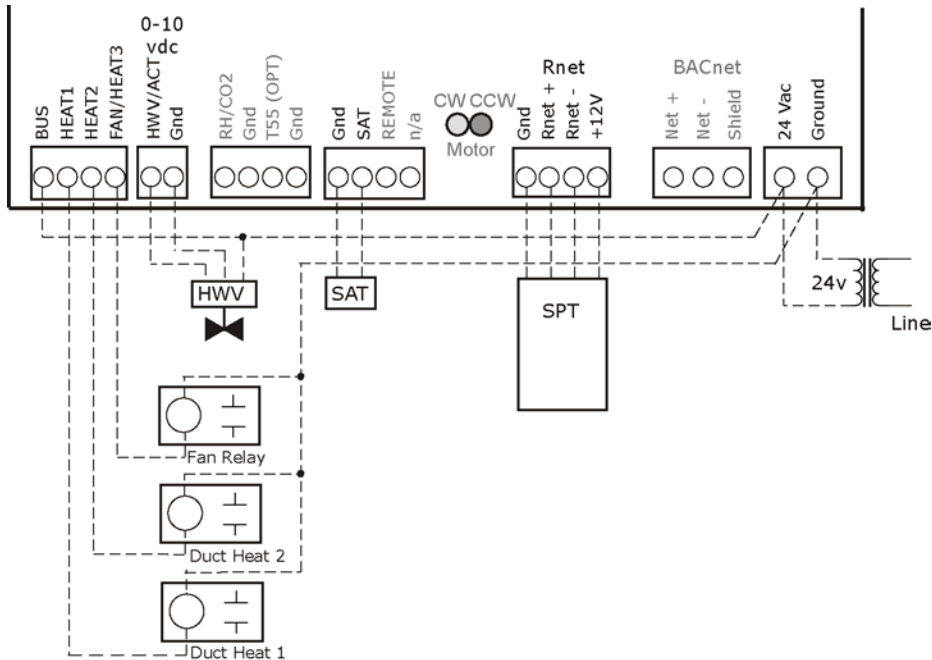 0-10
vdc
BUS
HEAT1
HEAT2
FAN/HEAT3
HWV/ACT
Gnd
RH/CO2
Gnd
T55 (OPT)
Gnd
Gnd
SAT
REMOTE
n/a
CW CCW
Motor
Rnet
Gnd
Rnet +
Rnet -
+12V
BACnet
Net +
Net -
Shield
24 Vac
Ground
HWV
SAT
SPT
24v
Line
Fan Relay
Duct Heat 2
Duct Heat 1